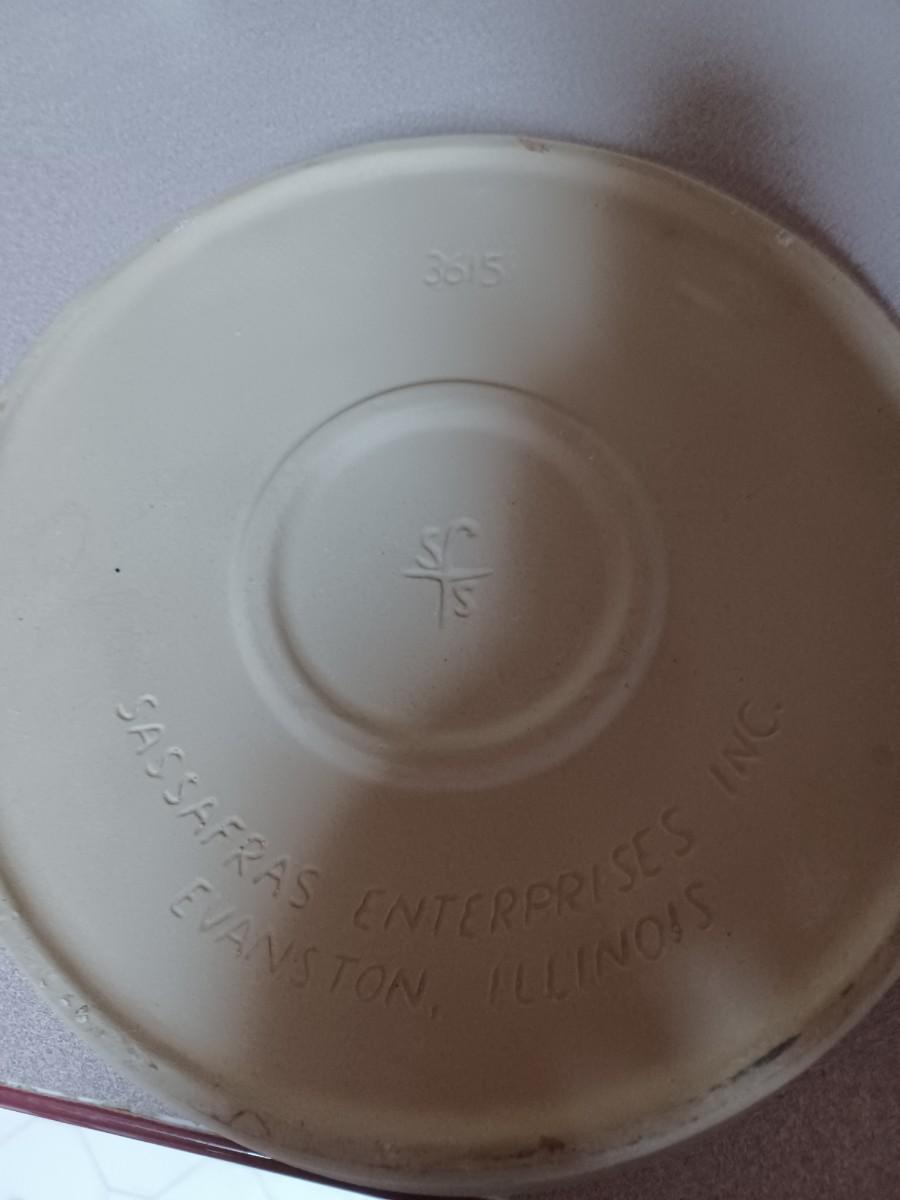 3615
S
S
SASSAFRAS ENTERPRISES INC.
EVANSTON, ILLINOIS